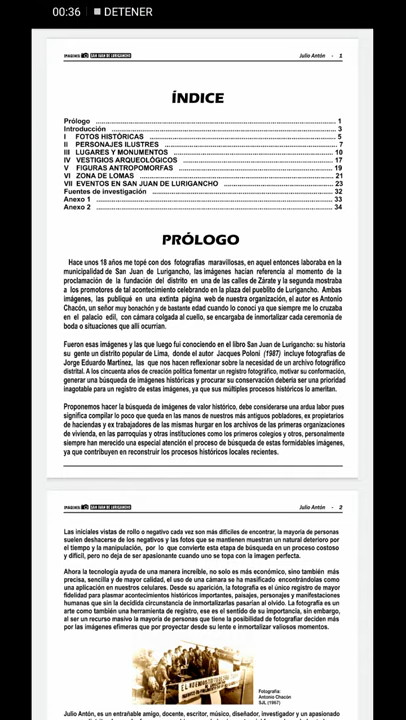 00:36 DETENER
IMAGINIS SAN JUAN DE LURIGANCHO Julio Antón - 1
ÍNDICE
Prólogo 1
Introducción 3
I FOTOS HISTÓRICAS 5
II PERSONAJES ILUSTRES 7
III LUGARES Y MONUMENTOS 10
IV VESTIGIOS ARQUEOLÓGICOS 17
V FIGURAS ANTROPOMORFAS 19
VI ZONA DE LOMAS 21
VII EVENTOS EN SAN JUAN DE LURIGANCHO 23
Fuentes de investigación 32
Anexo 1 33
Anexo 2 34
PRÓLOGO
Hace unos 18 años me topé con dos fotografías maravillosas, en aquel entonces laboraba en la
municipalidad de San Juan de Lurigancho, las imágenes hacían referencia al momento de la
proclamación de la fundación del distrito en una de las calles de Zárate y la segunda mostraba
a los promotores de tal acontecimiento celebrando en la plaza del pueblito de Lurigancho. Ambas
imágenes, las publiqué en una extinta página web de nuestra organización, el autor es Antonio
Chacón, un señor muy bonachón y de bastante edad cuando lo conocí ya que siempre me lo cruzaba
en el palacio edil, con cámara colgada al cuello, se encargaba de inmortalizar cada ceremonia de
boda o situaciones que allí ocurrían.
Fueron esas imágenes y las que luego fui conociendo en el libro San Juan de Lurigancho: su historia
su gente un distrito popular de Lima, donde el autor Jacques Poloni (1987) incluye fotografías de
Jorge Eduardo Martínez, las que nos hacen reflexionar sobre la necesidad de un archivo fotográfico
distrital. A los cincuenta años de creación política fomentar un registro fotográfico, motivar su conformación,
generar una búsqueda de imágenes históricas y procurar su conservación debería ser una prioridad
inagotable para un registro de estas imágenes, ya que sus múltiples procesos históricos lo ameritan.
Proponemos hacer la búsqueda de imágenes de valor histórico, debe considerarse una ardua labor pues
significa compilar lo poco que queda en las manos de nuestros más antiguos pobladores, ex propietarios
de haciendas y ex trabajadores de las mismas hurgar en los archivos de las primeras organizaciones
de vivienda, en las parroquias y otras instituciones como los primeros colegios y otros, personalmente
siempre han merecido una especial atención el proceso de búsqueda de estas formidables imágenes,
ya que contribuyen en reconstruir los procesos históricos locales recientes.
IMAGINIS SAN JUAN DE LURIGANCHO Julio Antón - 2
Las iniciales vistas de rollo o negativo cada vez son más difíciles de encontrar, la mayoría de personas
suelen deshacerse de los negativos y las fotos que se mantienen muestran un natural deterioro por
el tiempo y la manipulación, por lo que convierte esta etapa de búsqueda en un proceso costoso
y difícil, pero no deja de ser apasionante cuando uno se topa con la imagen perfecta.
Ahora la tecnología ayuda de una manera increíble, no solo es más económico, sino también más
precisa, sencilla y de mayor calidad, el uso de una cámara se ha masificado encontrándolas como
una aplicación en nuestros celulares. Desde su aparición, la fotografía es el único registro de mayor
fidelidad para plasmar acontecimientos históricos importantes, paisajes, personajes y manifestaciones
humanas que sin la decidida circunstancia de inmortalizarlas pasarían al olvido. La fotografía es un
arte como también una herramienta de registro, ese es el sentido de su importancia, sin embargo,
al ser un recurso masivo la mayoría de personas que tiene la posibilidad de fotografiar deciden más
por las imágenes efímeras que por proyectar desde su lente e inmortalizar valiosos momentos.
Fotografía:
Antonio Chacón
SJL (1967)
Julio Antón, es un entrañable amigo, docente, escritor, músico, diseñador, investigador y un apasionado